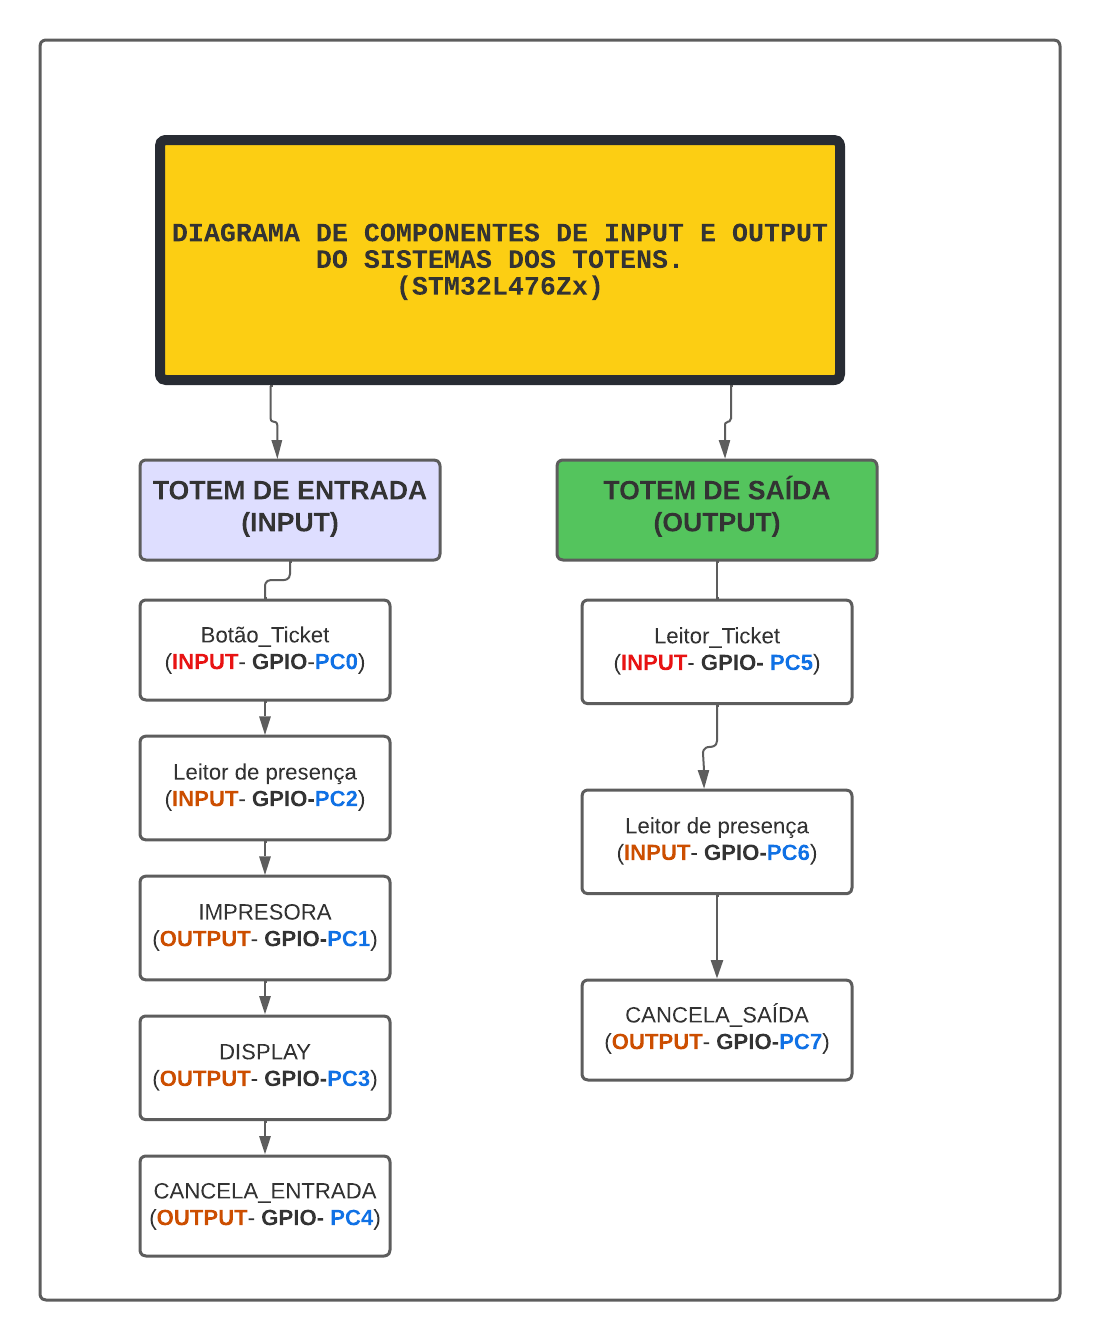 DIAGRAMA DE COMPONENTES DE INPUT E OUTPUT
DO SISTEMAS DOS TOTENS.
(STM32L476Zx)
TOTEM DE ENTRADA
(INPUT)
Botão_Ticket
(INPUT- GPIO-PC0)
Leitor de presença
(INPUT- GPIO-PC2)
IMPRESORA
(OUTPUT- GPIO-PC1)
DISPLAY
(OUTPUT- GPIO-PC3)
CANCELA_ENTRADA
(OUTPUT- GPIO- PC4)
TOTEM DE SAÍDA
(OUTPUT)
Leitor_Ticket
(INPUT- GPIO- PC5)
Leitor de presença
(INPUT- GPIO-PC6)
CANCELA_SAÍDA
(OUTPUT- GPIO-PC7)